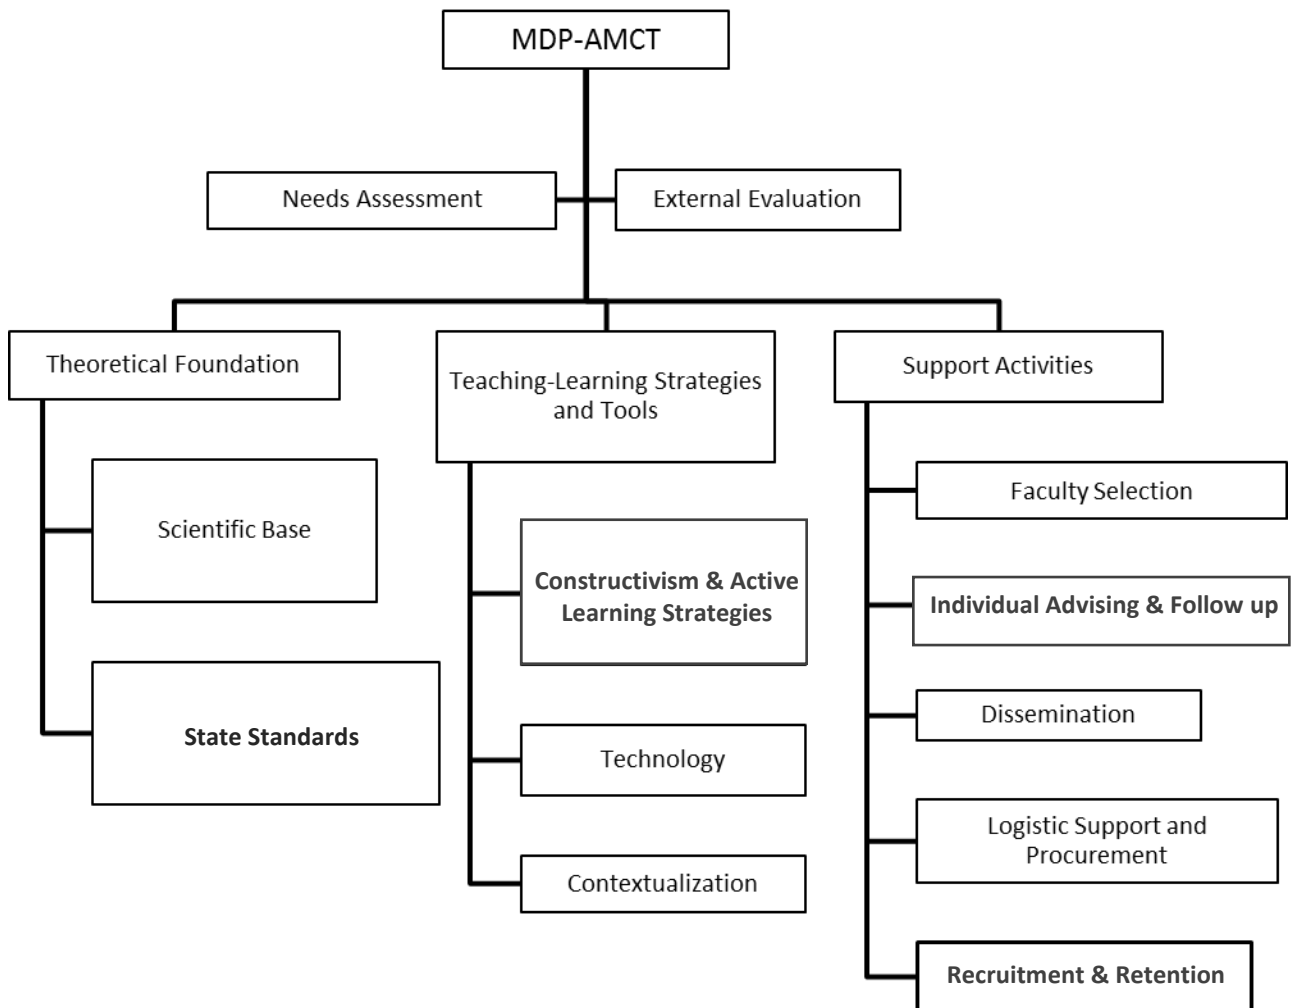 MDP-AMCT
Needs Assessment
External Evaluation
Theoretical Foundation
Scientific Base
State Standards
Teaching-Learning Strategies
and Tools
Constructivism & Active
Learning Strategies
Technology
Contextualization
Support Activities
Faculty Selection
Individual Advising & Follow up
Dissemination
Logistic Support and
Procurement
Recruitment & Retention